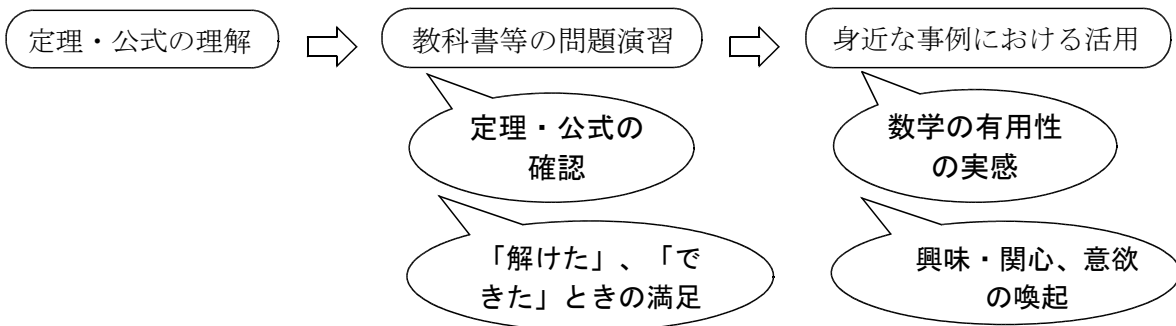 定理・公式の理解
教科書等の問題演習
身近な事例における活用
定理・公式の
確認
数学の有用性
の実感
「解けた」、「で
きた」ときの満足
興味・関心、意欲
の喚起